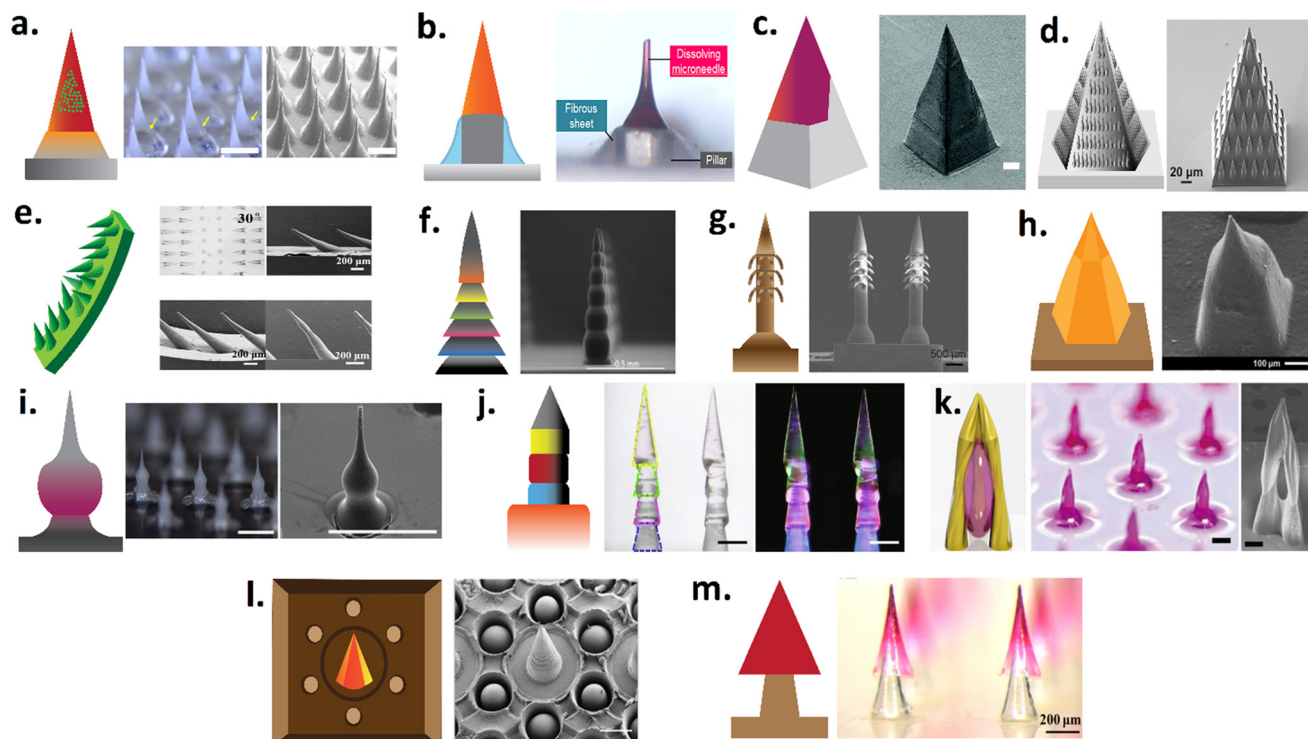 a.
b.
Dissolving
microneedle
Fibrous
sheet
Pillar
c.
d.
20 µm
e.
30°
200 µm
200 µm
200 µm
f.
0.5 mm
g.
500 µm
h.
100 µm
i.
j.
k.
l.
m.
200 µm